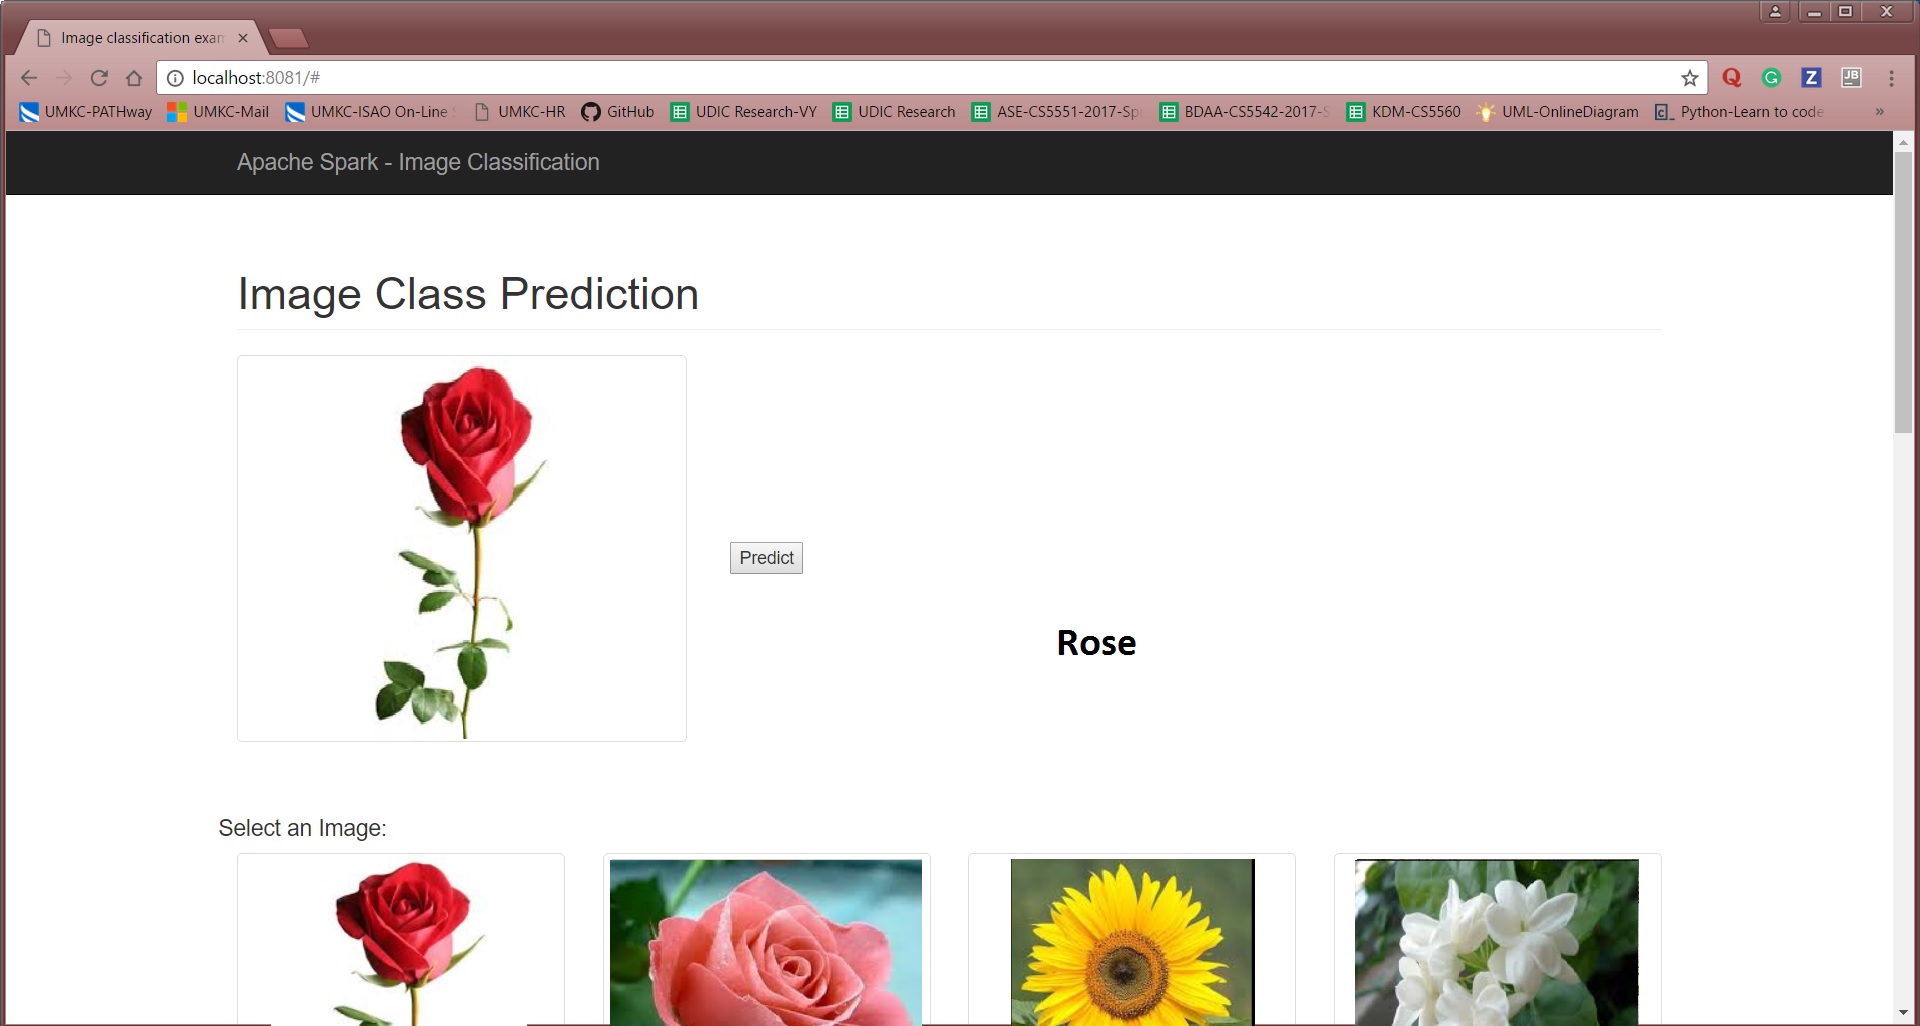 Image classification exam
localhost:8081/#
UMKC-PATHway UMKC-Mail UMKC-ISAO On-Line UMKC-HR GitHub UDIC Research-VY UDIC Research ASE-CS5551-2017-Sp BDAA-CS5542-2017-S KDM-CS5560 UML-OnlineDiagram Python-Learn to code »
Apache Spark - Image Classification
Image Class Prediction
Predict
Rose
Select an Image: